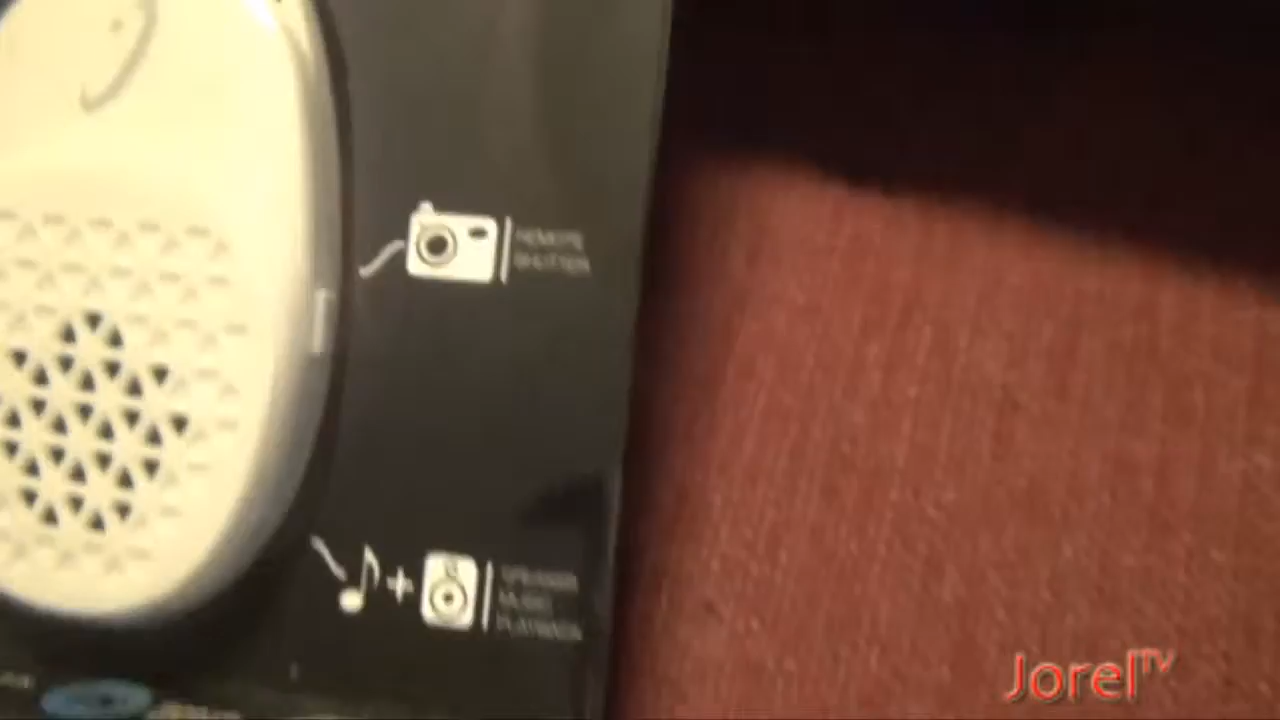 REMOTE
SHUTTER
SPEAKER
MUSIC
PLAYBACK
JorelTV